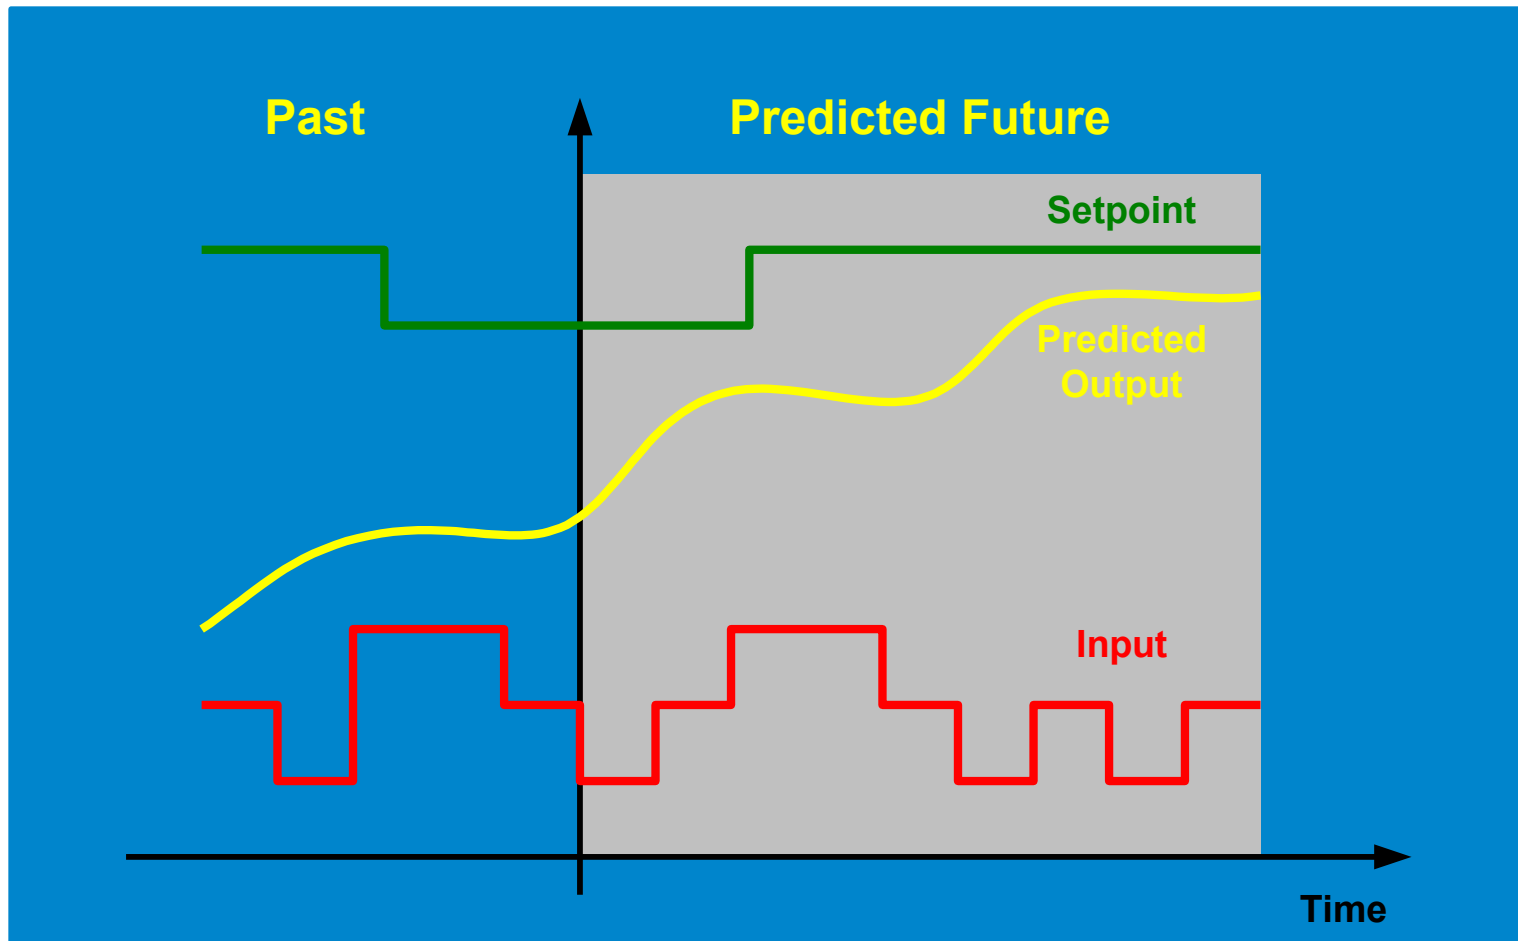 Past
Predicted Future
Setpoint
Predicted
Output
Input
Time